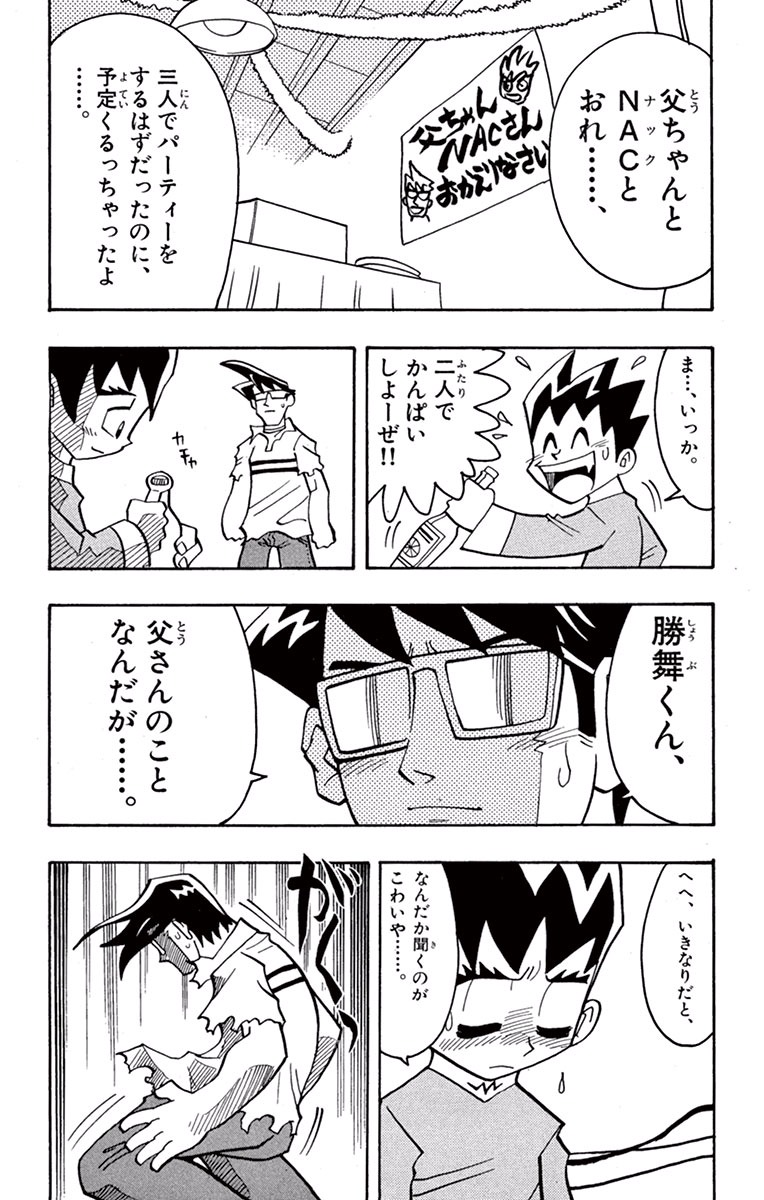 父ちゃんと
NACと
おれ……、
父ちゃん
NACさん
おかえりなさい
三人でパーティーを
するはずだったのに、
予定くるっちゃったよ
……。
ま…、いっか。
二人で
かんぱい
しよーぜ!!
カチャ
勝舞くん、
父さんのこと
なんだが……。
へへ、いきなりだと、
なんだか聞くのが
こわいや……。
がくっ